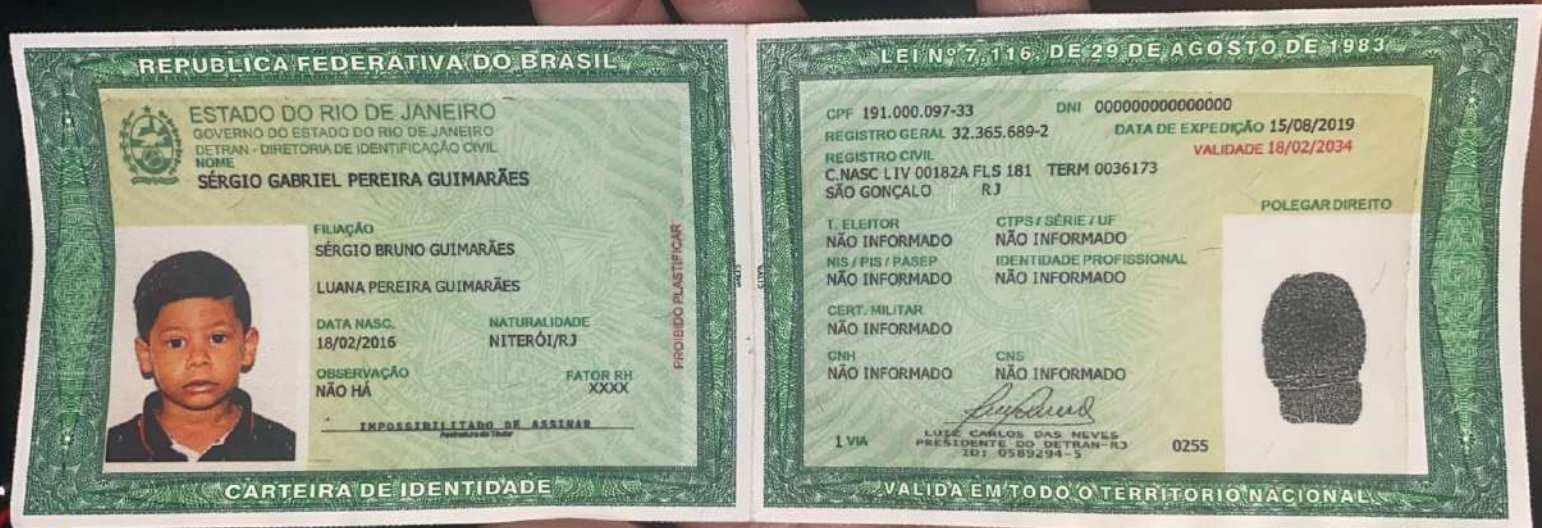 REPUBLICA FEDERATIVA DO BRASIL
ESTADO DO RIO DE JANEIRO
GOVERNO DO ESTADO DO RIO DE JANEIRO
DETRAN - DIRETORIA DE IDENTIFICAÇÃO CIVIL
NOME
SÉRGIO GABRIEL PEREIRA GUIMARÃES
FILIAÇÃO
SÉRGIO BRUNO GUIMARÃES
LUANA PEREIRA GUIMARÃES
DATA NASC. NATURALIDADE
18/02/2016 NITERÓI/RJ
OBSERVAÇÃO FATOR RH
NÃO HÁ XXXX
IMPOSSIBILITADO DE ASSINAR
Assinatura do Titular
PROIBIDO PLASTIFICAR
CARTEIRA DE IDENTIDADE
LEI Nº 7.116, DE 29 DE AGOSTO DE 1983
CPF 191.000.097-33 DNI 000000000000000
REGISTRO GERAL 32.365.689-2 DATA DE EXPEDIÇÃO 15/08/2019
VALIDADE 18/02/2034
REGISTRO CIVIL
C.NASC LIV 00182A FLS 181 TERM 0036173
SÃO GONÇALO RJ
POLEGAR DIREITO
T. ELEITOR CTPS / SÉRIE / UF
NÃO INFORMADO NÃO INFORMADO
NIS / PIS / PASEP IDENTIDADE PROFISSIONAL
NÃO INFORMADO NÃO INFORMADO
CERT. MILITAR
NÃO INFORMADO
CNH CNS
NÃO INFORMADO NÃO INFORMADO
1 VIA LUIZ CARLOS DAS NEVES
PRESIDENTE DO DETRAN-RJ 0255
ID: 0589294-5
VALIDA EM TODO O TERRITORIO NACIONAL